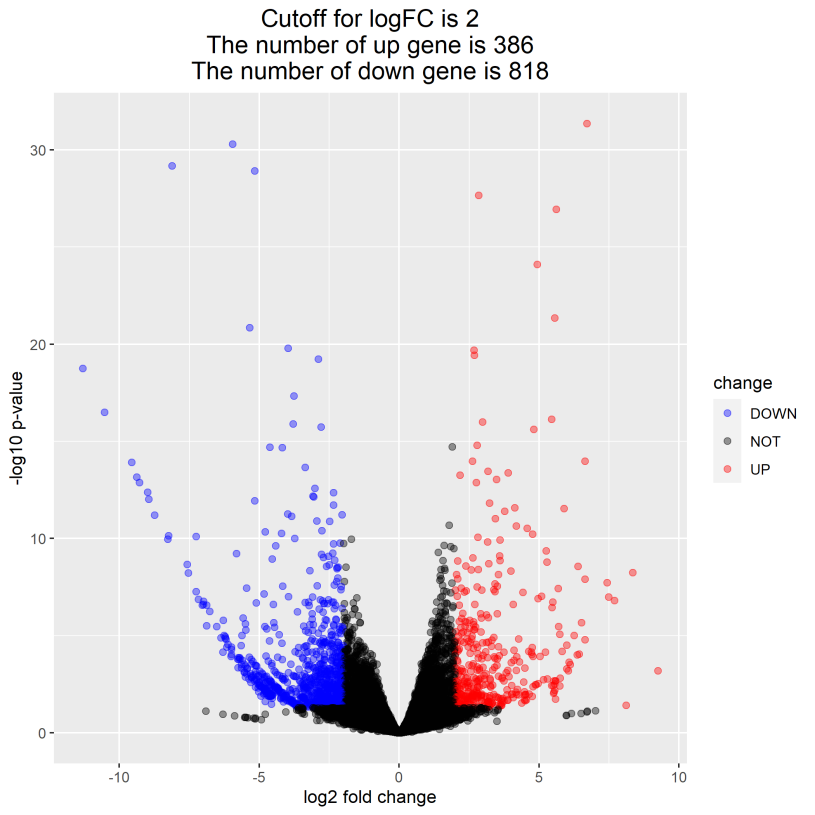 Cutoff for logFC is 2
The number of up gene is 386
The number of down gene is 818
30
20
10
0
-log10 p-value
-10 -5 0 5 10
log2 fold change
change
DOWN
NOT
UP